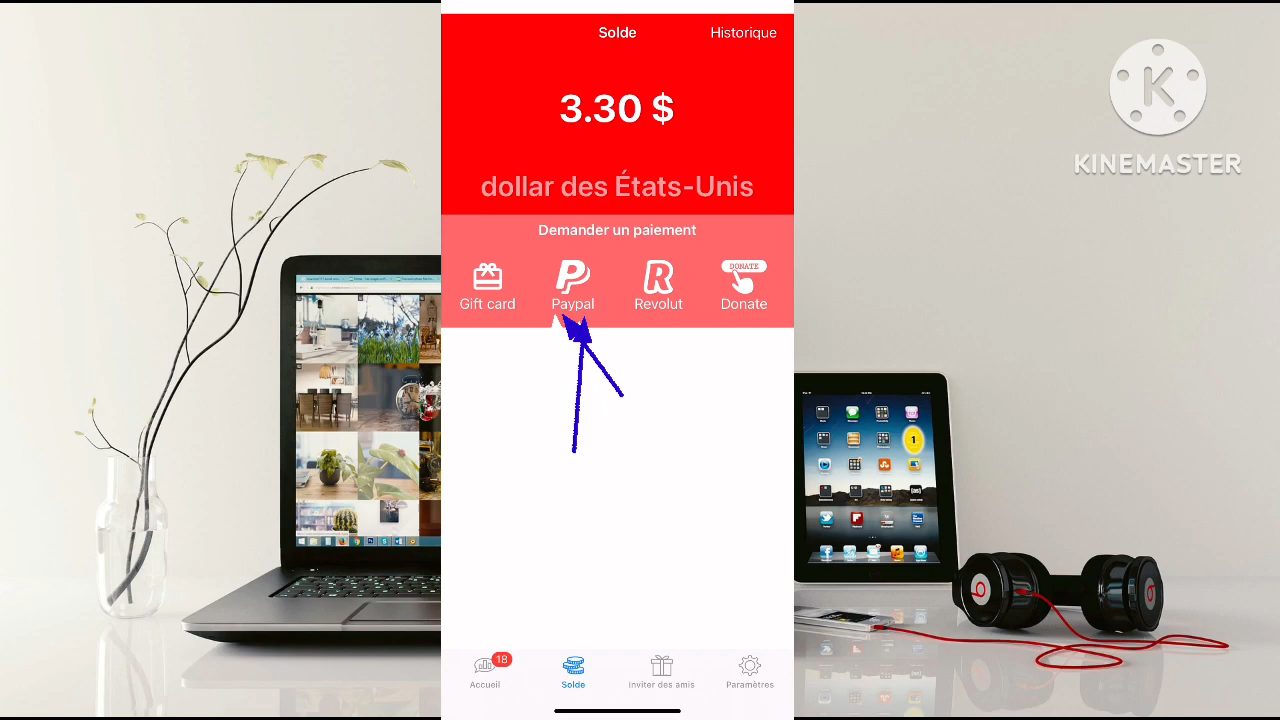 Solde
Historique
3.30 $
dollar des États-Unis
Demander un paiement
Gift card
Paypal
Revolut
DONATE
Donate
18
Accueil
Solde
Inviter des amis
Paramètres
K
KINEMASTER
1